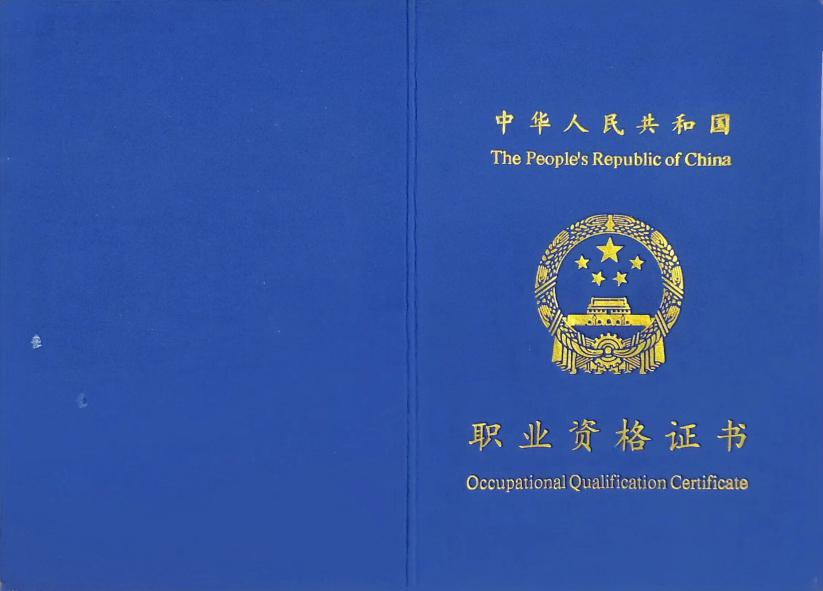 中华人民共和国
The People's Republic of China
职业资格证书
Occupational Qualification Certificate